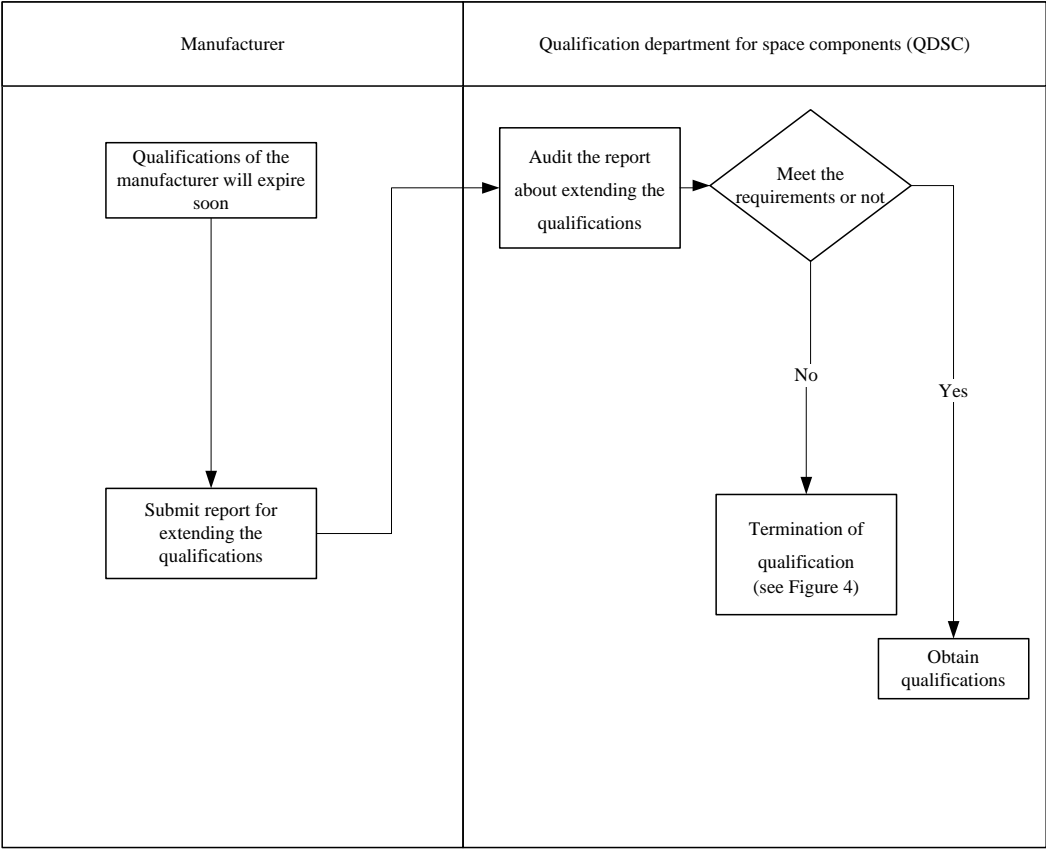 Manufacturer
Qualification department for space components (QDSC)
Qualifications of the
manufacturer will expire
soon
Audit the report
about extending the
qualifications
Meet the
requirements or not
No
Yes
Submit report for
extending the
qualifications
Termination of
qualification
(see Figure 4)
Obtain
qualifications